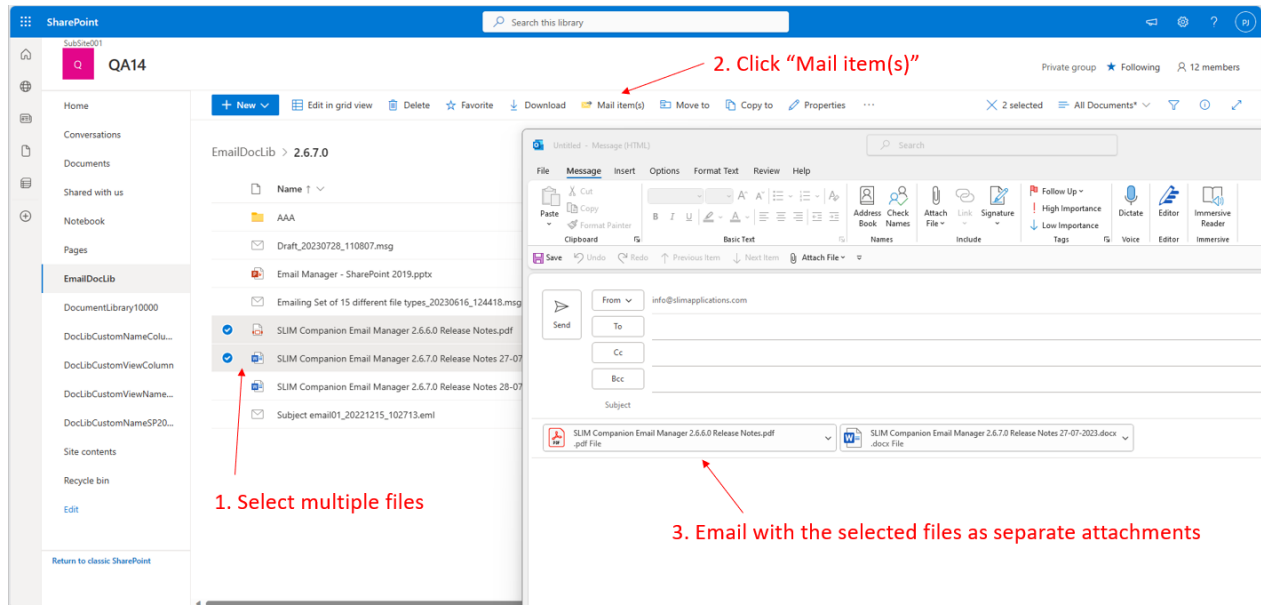 SharePoint
Search this library
?
PJ
SubSite001
Q
QA14
2. Click “Mail item(s)”
Private group ★ Following 12 members
Home
Conversations
Documents
Shared with us
Notebook
Pages
EmailDocLib
DocumentLibrary10000
DocLibCustomNameColu...
DocLibCustomViewColumn
DocLibCustomViewName...
DocLibCustomNameSP20...
Site contents
Recycle bin
Edit
Return to classic SharePoint
+ New Edit in grid view Delete Favorite Download Mail item(s) Move to Copy to Properties ...
2 selected All Documents*
EmailDocLib > 2.6.7.0
Name ↑
AAA
Draft_20230728_110807.msg
Email Manager - SharePoint 2019.pptx
Emailing Set of 15 different file types_20230616_124418.msg
SLIM Companion Email Manager 2.6.6.0 Release Notes.pdf
SLIM Companion Email Manager 2.6.7.0 Release Notes 27-07
SLIM Companion Email Manager 2.6.7.0 Release Notes 28-07
Subject email01_20221215_102713.eml
1. Select multiple files
Untitled - Message (HTML)
Search
File Message Insert Options Format Text Review Help
Paste
Cut
Copy
Format Painter
Clipboard
B I U A
Basic Text
Address Book
Check Names
Names
Attach File
Link
Signature
Include
Follow Up
High Importance
Low Importance
Tags
Dictate
Voice
Editor
Editor
Immersive Reader
Immersive
Save Undo Redo Previous Item Next Item Attach File
Send
From
info@slimapplications.com
To
Cc
Bcc
Subject
SLIM Companion Email Manager 2.6.6.0 Release Notes.pdf
.pdf File
SLIM Companion Email Manager 2.6.7.0 Release Notes 27-07-2023.docx
.docx File
3. Email with the selected files as separate attachments